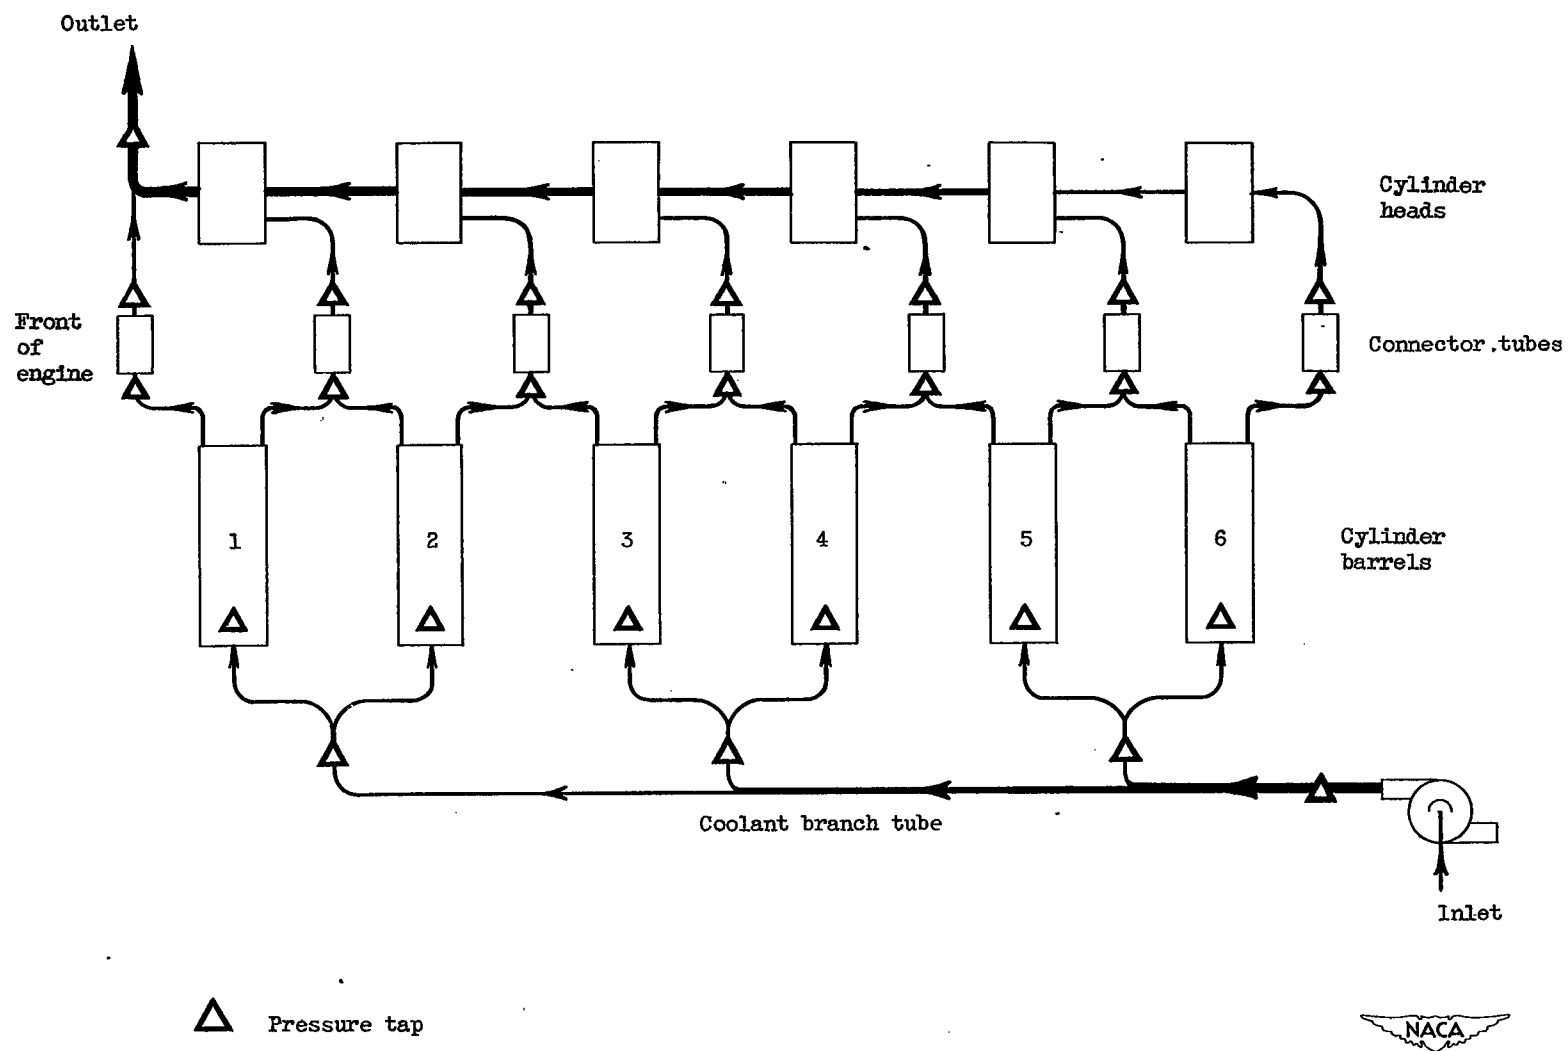 Outlet
Cylinder
heads
Front
of
engine
Connector.tubes
1
2
3
4
5
6
Cylinder
barrels
Coolant branch tube
Inlet
Pressure tap
NACA